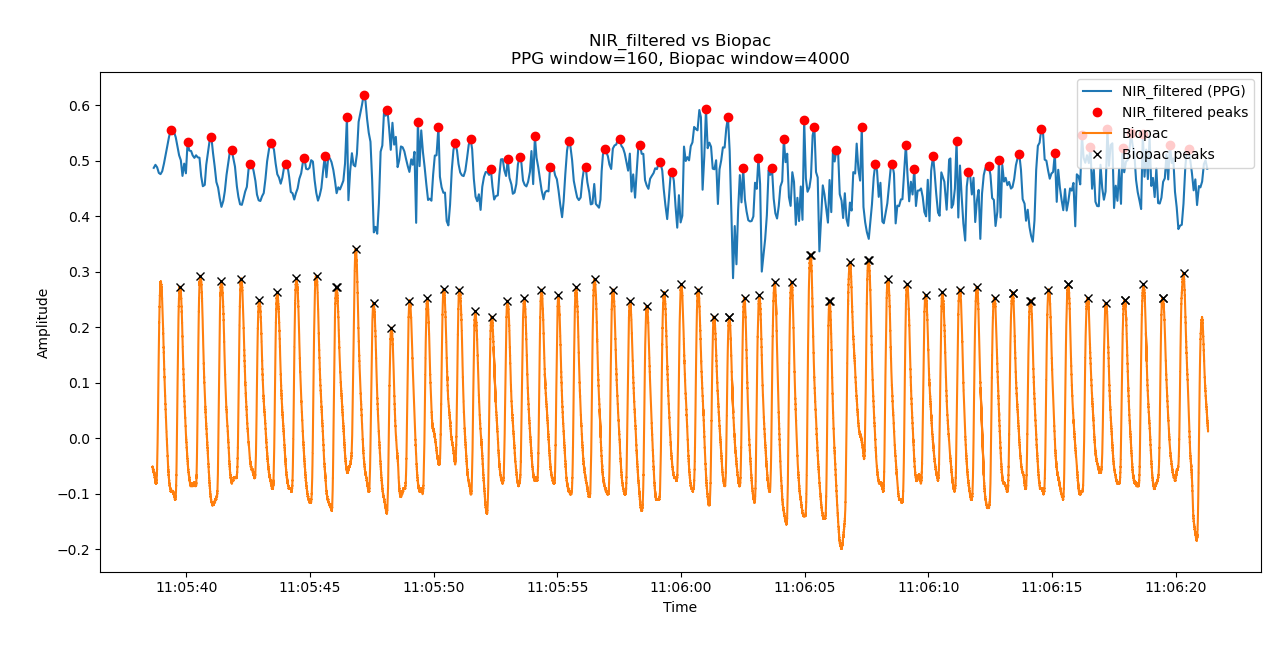 NIR_filtered vs Biopac
PPG window=160, Biopac window=4000
NIR_filtered (PPG)
NIR_filtered peaks
Biopac
Biopac peaks
Amplitude
0.6
0.5
0.4
0.3
0.2
0.1
0.0
−0.1
−0.2
11:05:40 11:05:45 11:05:50 11:05:55 11:06:00 11:06:05 11:06:10 11:06:15 11:06:20
Time